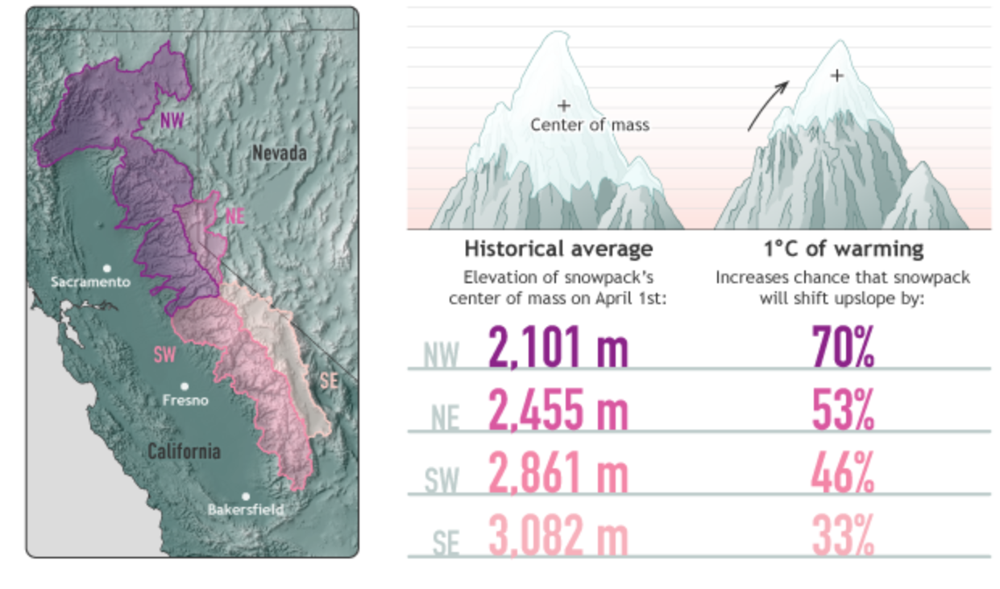 NW
Nevada
NE
Sacramento
SW
SE
Fresno
California
Bakersfield
+
Center of mass
+
Historical average
Elevation of snowpack's
center of mass on April 1st:
1°C of warming
Increases chance that snowpack
will shift upslope by:
NW 2,101 m 70%
NE 2,455 m 53%
SW 2,861 m 46%
SE 3,082 m 33%